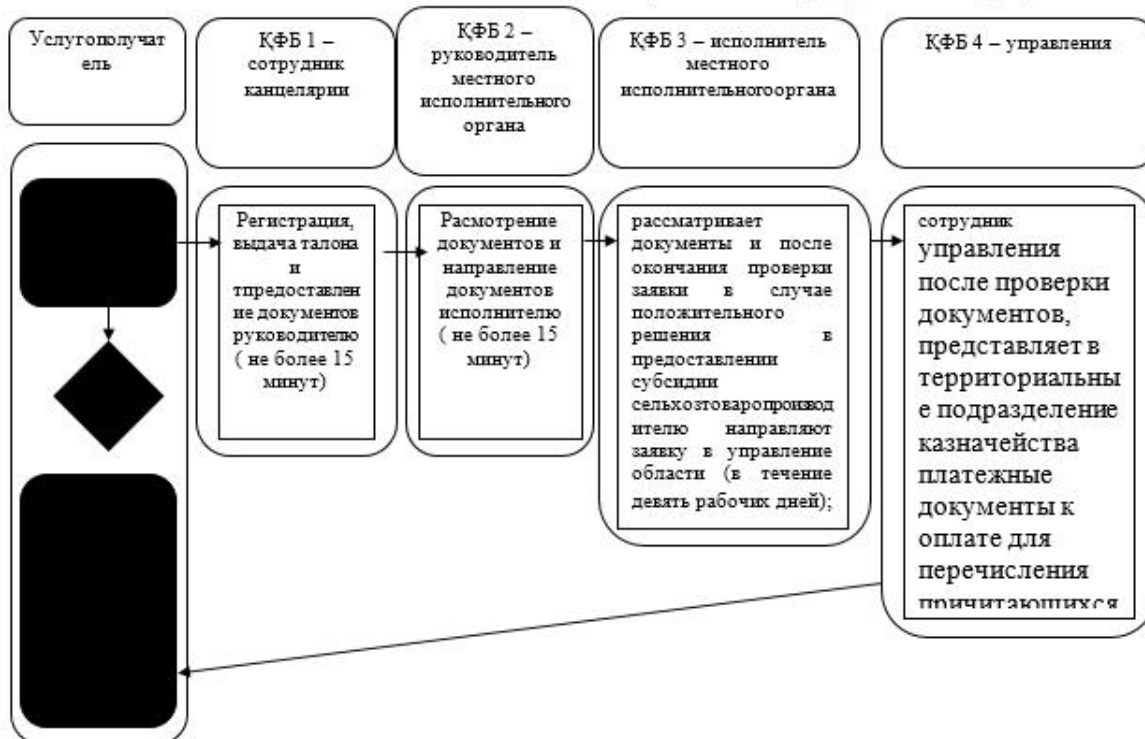 Услугополучат
ель
ҚФБ 1 –
сотрудник
канцелярии
ҚФБ 2 –
руководитель
местного
исполнительного
органа
ҚФБ 3 – исполнитель
местного
исполнительногооргана
ҚФБ 4 – управления
Регистрация,
выдача талона
и
тпредоставлен
ие документов
руководителю
( не более 15
минут)
Расмотрение
документов и
направление
документов
исполнителю
( не более 15
минут)
рассматривает
документы и после
окончания проверки
заявки в случае
положительного
решения в
предоставлении
субсидии
сельхозтоваропроизвод
ителю направляют
заявку в управление
области (в течение
девять рабочих дней);
сотрудник
управления
после проверки
документов,
представляет в
территориальны
е подразделение
казначейства
платежные
документы к
оплате для
перечисления
причитающихся